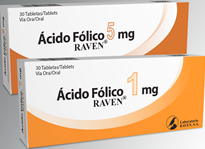 30 Tabletas/Tablets
Vía Oral/Oral
Ácido Fólico 5 mg
RAVEN®
30 Tabletas/Tablets
Vía Oral/Oral
Ácido Fólico 1 mg
RAVEN®
Laboratorio